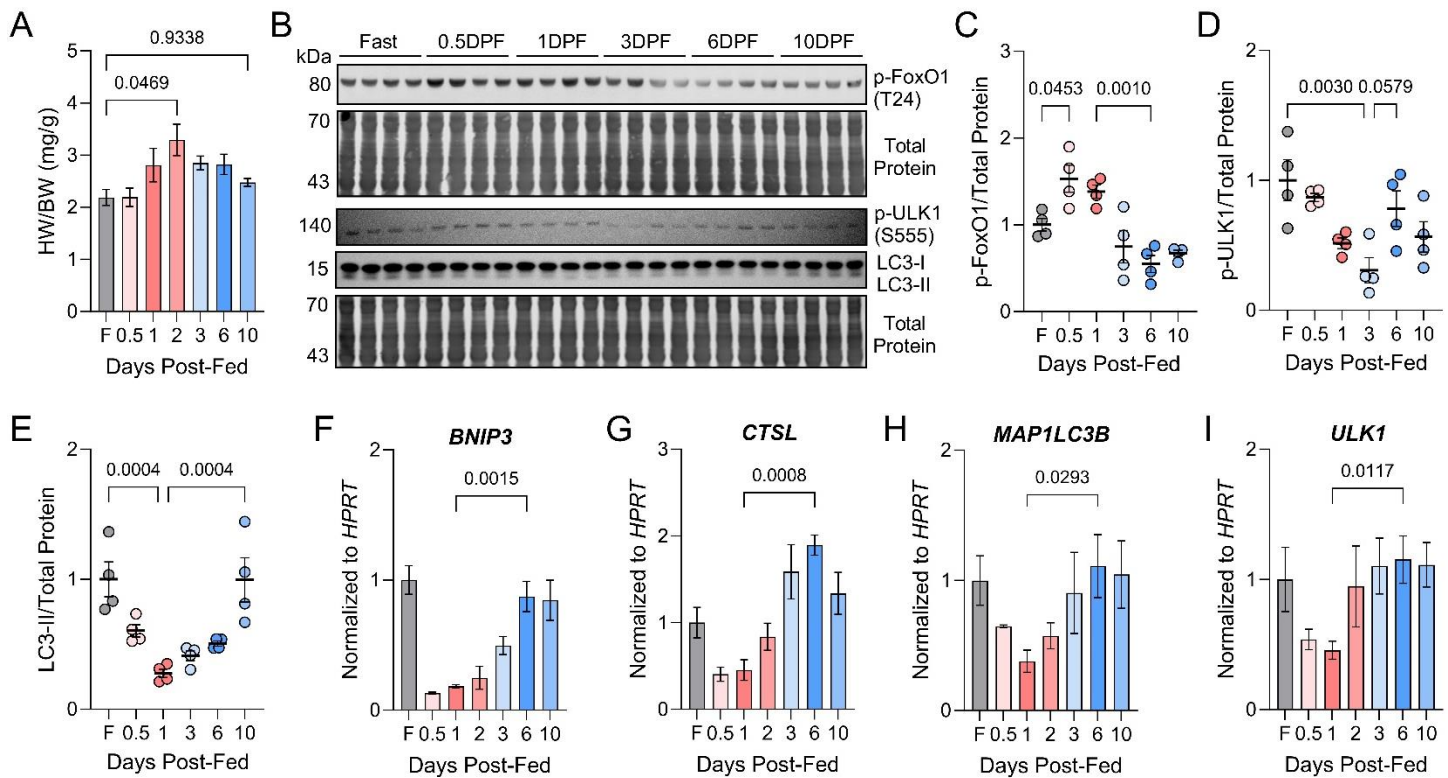 A
0.9338
0.0469
HW/BW (mg/g)
5
4
3
2
1
0
F 0.5 1 2 3 6 10
Days Post-Fed
B
Fast 0.5DPF 1DPF 3DPF 6DPF 10DPF
kDa
80
p-FoxO1
(T24)
70
Total
Protein
43
140
p-ULK1
(S555)
15
LC3-I
LC3-II
70
Total
Protein
43
C
p-FoxO1/Total Protein
3
2
1
0
0.0453
0.0010
F 0.5 1 3 6 10
Days Post-Fed
D
p-ULK1/Total Protein
2
1
0
0.0030
0.0579
F 0.5 1 3 6 10
Days Post-Fed
E
LC3-II/Total Protein
2
1
0
0.0004
0.0004
F 0.5 1 3 6 10
Days Post-Fed
F
BNIP3
Normalized to HPRT
2
1
0
0.0015
F 0.5 1 2 3 6 10
Days Post-Fed
G
CTSL
Normalized to HPRT
3
2
1
0
0.0008
F 0.5 1 2 3 6 10
Days Post-Fed
H
MAP1LC3B
Normalized to HPRT
2
1
0
0.0293
F 0.5 1 2 3 6 10
Days Post-Fed
I
ULK1
Normalized to HPRT
2
1
0
0.0117
F 0.5 1 2 3 6 10
Days Post-Fed